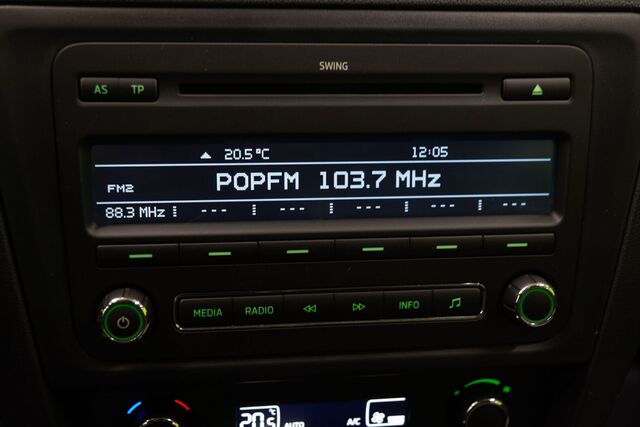 SWING
AS TP
20.5°C 12:05
FM2 POPFM 103.7 MHz
88.3 MHz --- --- --- --- ---
MEDIA RADIO INFO
20.5°C AUTO A/C